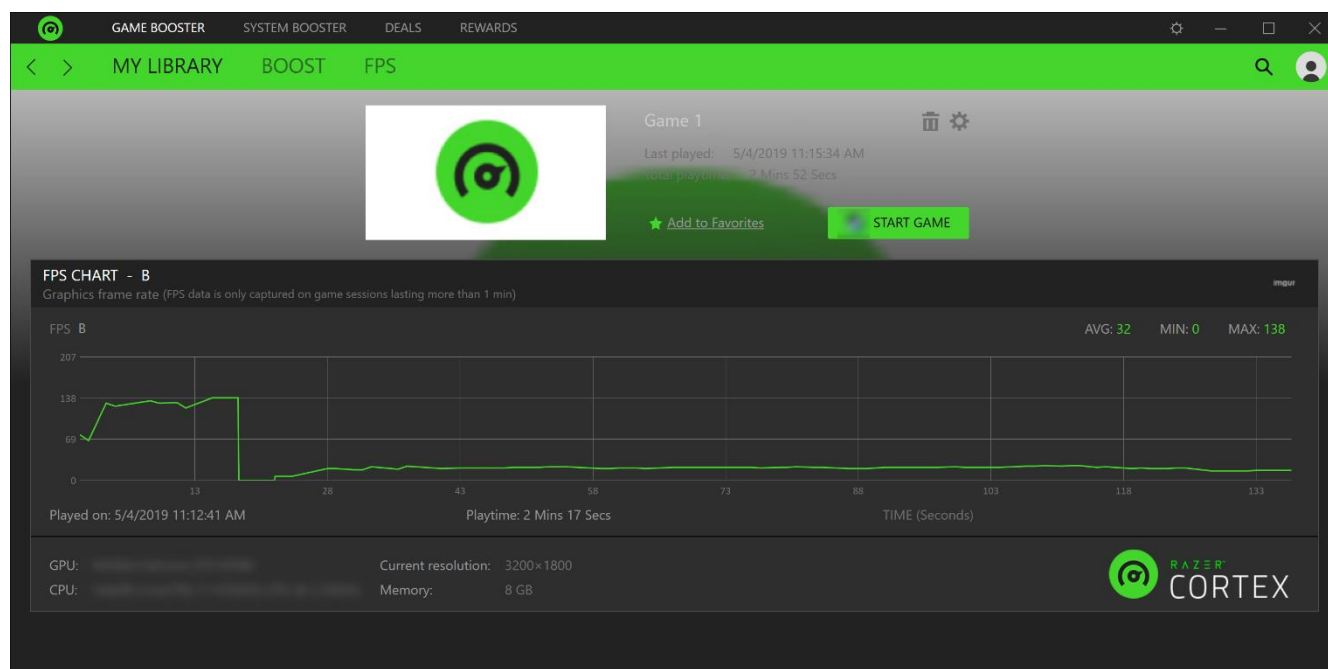 GAME BOOSTER SYSTEM BOOSTER DEALS REWARDS
MY LIBRARY BOOST FPS
Game 1
Last played: 5/4/2019 11:15:34 AM
Total playtime: 2 Mins 52 Secs
Add to Favorites START GAME
FPS CHART - B
Graphics frame rate (FPS data is only captured on game sessions lasting more than 1 min)
imgur
FPS B AVG: 32 MIN: 0 MAX: 138
207
138
69
0
13 28 43 58 73 88 103 118 133
Played on: 5/4/2019 11:12:41 AM Playtime: 2 Mins 17 Secs TIME (Seconds)
GPU: Current resolution: 3200×1800
CPU: Memory: 8 GB
RAZER
CORTEX